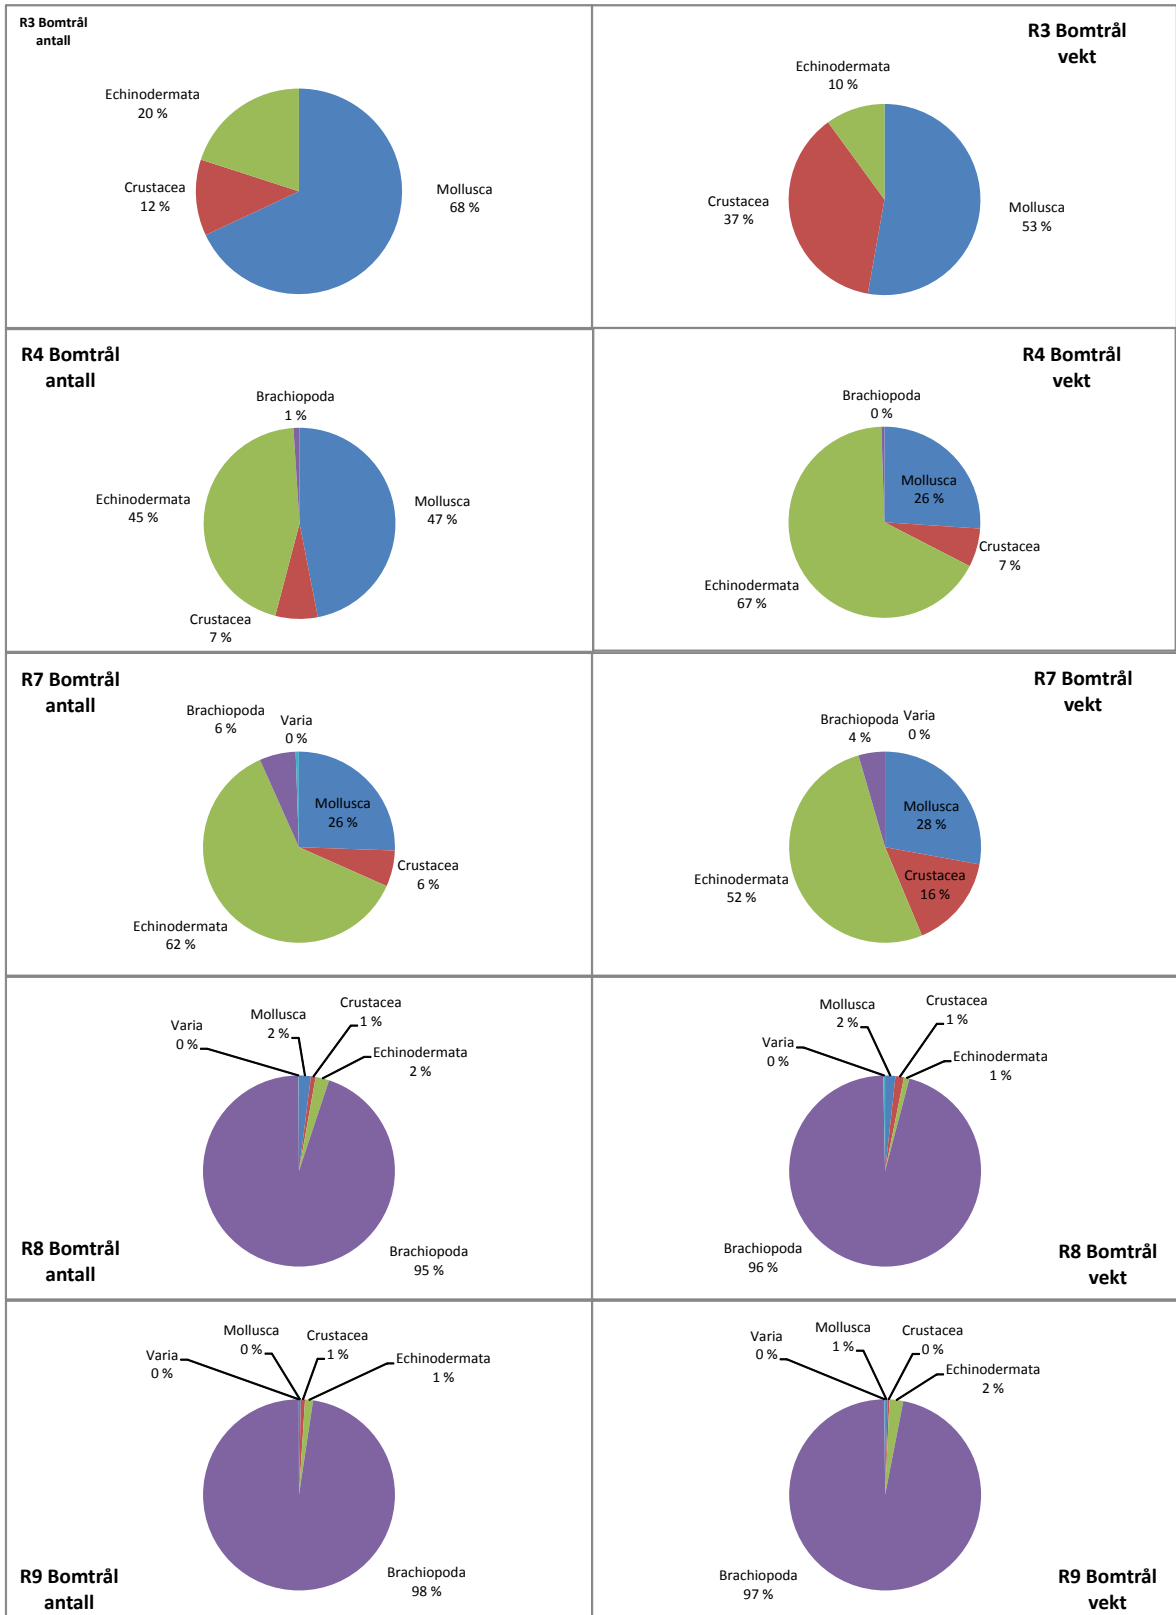 R3 Bomtrål
antall
Echinodermata
20 %
Crustacea
12 %
Mollusca
68 %
R3 Bomtrål
vekt
Echinodermata
10 %
Crustacea
37 %
Mollusca
53 %
R4 Bomtrål
antall
Brachiopoda
1 %
Echinodermata
45 %
Mollusca
47 %
Crustacea
7 %
R4 Bomtrål
vekt
Brachiopoda
0 %
Mollusca
26 %
Crustacea
7 %
Echinodermata
67 %
R7 Bomtrål
antall
Brachiopoda
6 %
Varia
0 %
Mollusca
26 %
Crustacea
6 %
Echinodermata
62 %
R7 Bomtrål
vekt
Brachiopoda
4 %
Varia
0 %
Mollusca
28 %
Crustacea
16 %
Echinodermata
52 %
Varia
0 %
Mollusca
2 %
Crustacea
1 %
Echinodermata
2 %
Brachiopoda
95 %
R8 Bomtrål
antall
Varia
0 %
Mollusca
2 %
Crustacea
1 %
Echinodermata
1 %
Brachiopoda
96 %
R8 Bomtrål
vekt
Varia
0 %
Mollusca
0 %
Crustacea
1 %
Echinodermata
1 %
Brachiopoda
98 %
R9 Bomtrål
antall
Varia
0 %
Mollusca
1 %
Crustacea
0 %
Echinodermata
2 %
Brachiopoda
97 %
R9 Bomtrål
vekt